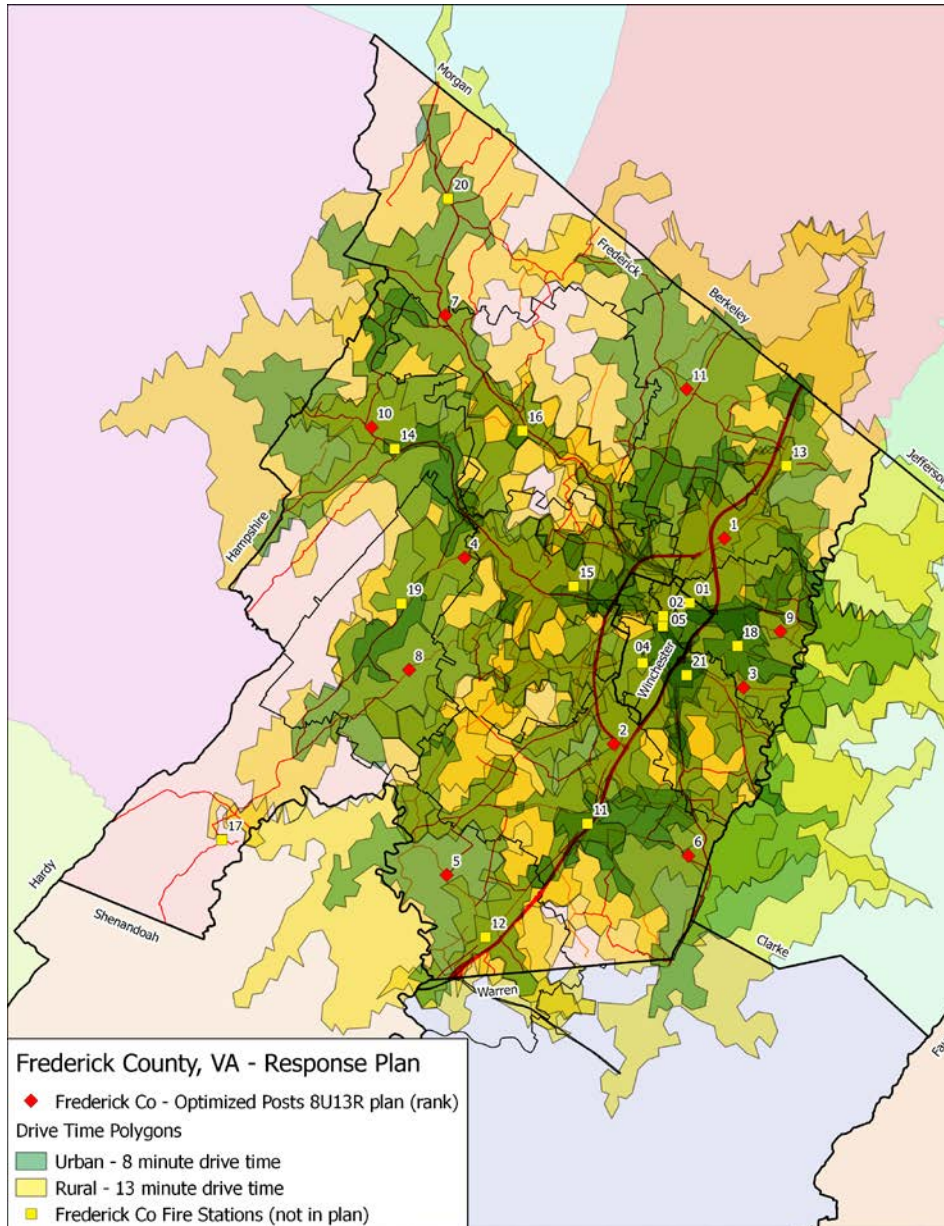 Morgan
20
Frederick
Berkeley
7
11
10
16
14
13
Jefferson
Hampshire
1
4
15
01
19
02
05
9
18
04
8
21
Winchester
3
2
17
11
6
5
Hardy
12
Shenandoah
Clarke
Warren
Fau
Frederick County, VA - Response Plan
Frederick Co - Optimized Posts 8U13R plan (rank)
Drive Time Polygons
Urban - 8 minute drive time
Rural - 13 minute drive time
Frederick Co Fire Stations (not in plan)